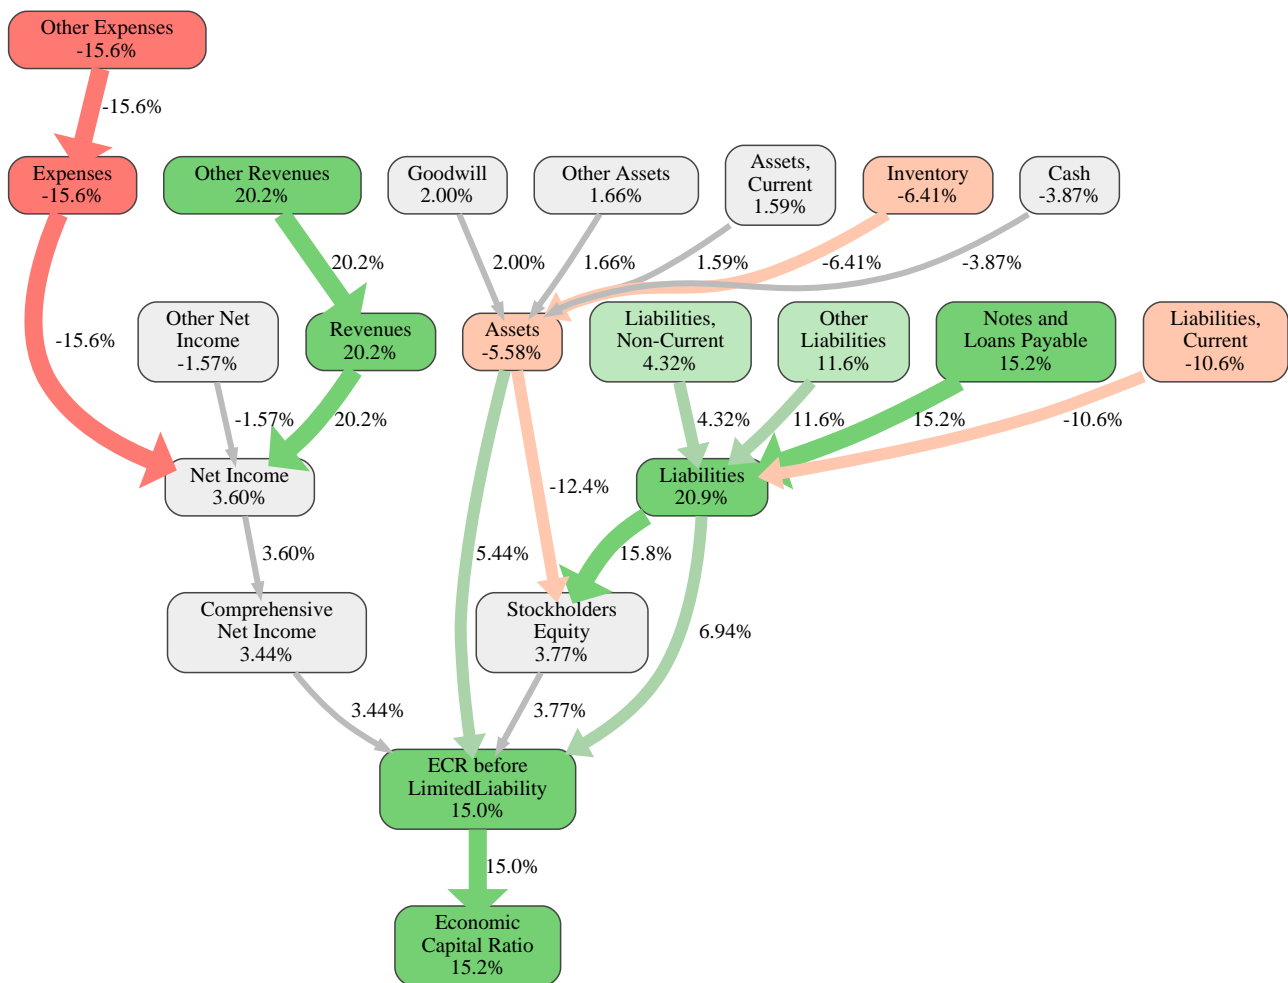 Other Expenses
-15.6%
-15.6%
Expenses
-15.6%
Other Revenues
20.2%
Goodwill
2.00%
Other Assets
1.66%
Assets,
Current
1.59%
Inventory
-6.41%
Cash
-3.87%
20.2%
2.00%
1.66%
1.59%
-6.41%
-3.87%
-15.6%
Other Net
Income
-1.57%
Revenues
20.2%
Assets
-5.58%
Liabilities,
Non-Current
4.32%
Other
Liabilities
11.6%
Notes and
Loans Payable
15.2%
Liabilities,
Current
-10.6%
-1.57%
20.2%
4.32%
11.6%
15.2%
-10.6%
Net Income
3.60%
-12.4%
Liabilities
20.9%
3.60%
5.44%
15.8%
Comprehensive
Net Income
3.44%
Stockholders
Equity
3.77%
6.94%
3.44%
3.77%
ECR before
LimitedLiability
15.0%
15.0%
Economic
Capital Ratio
15.2%